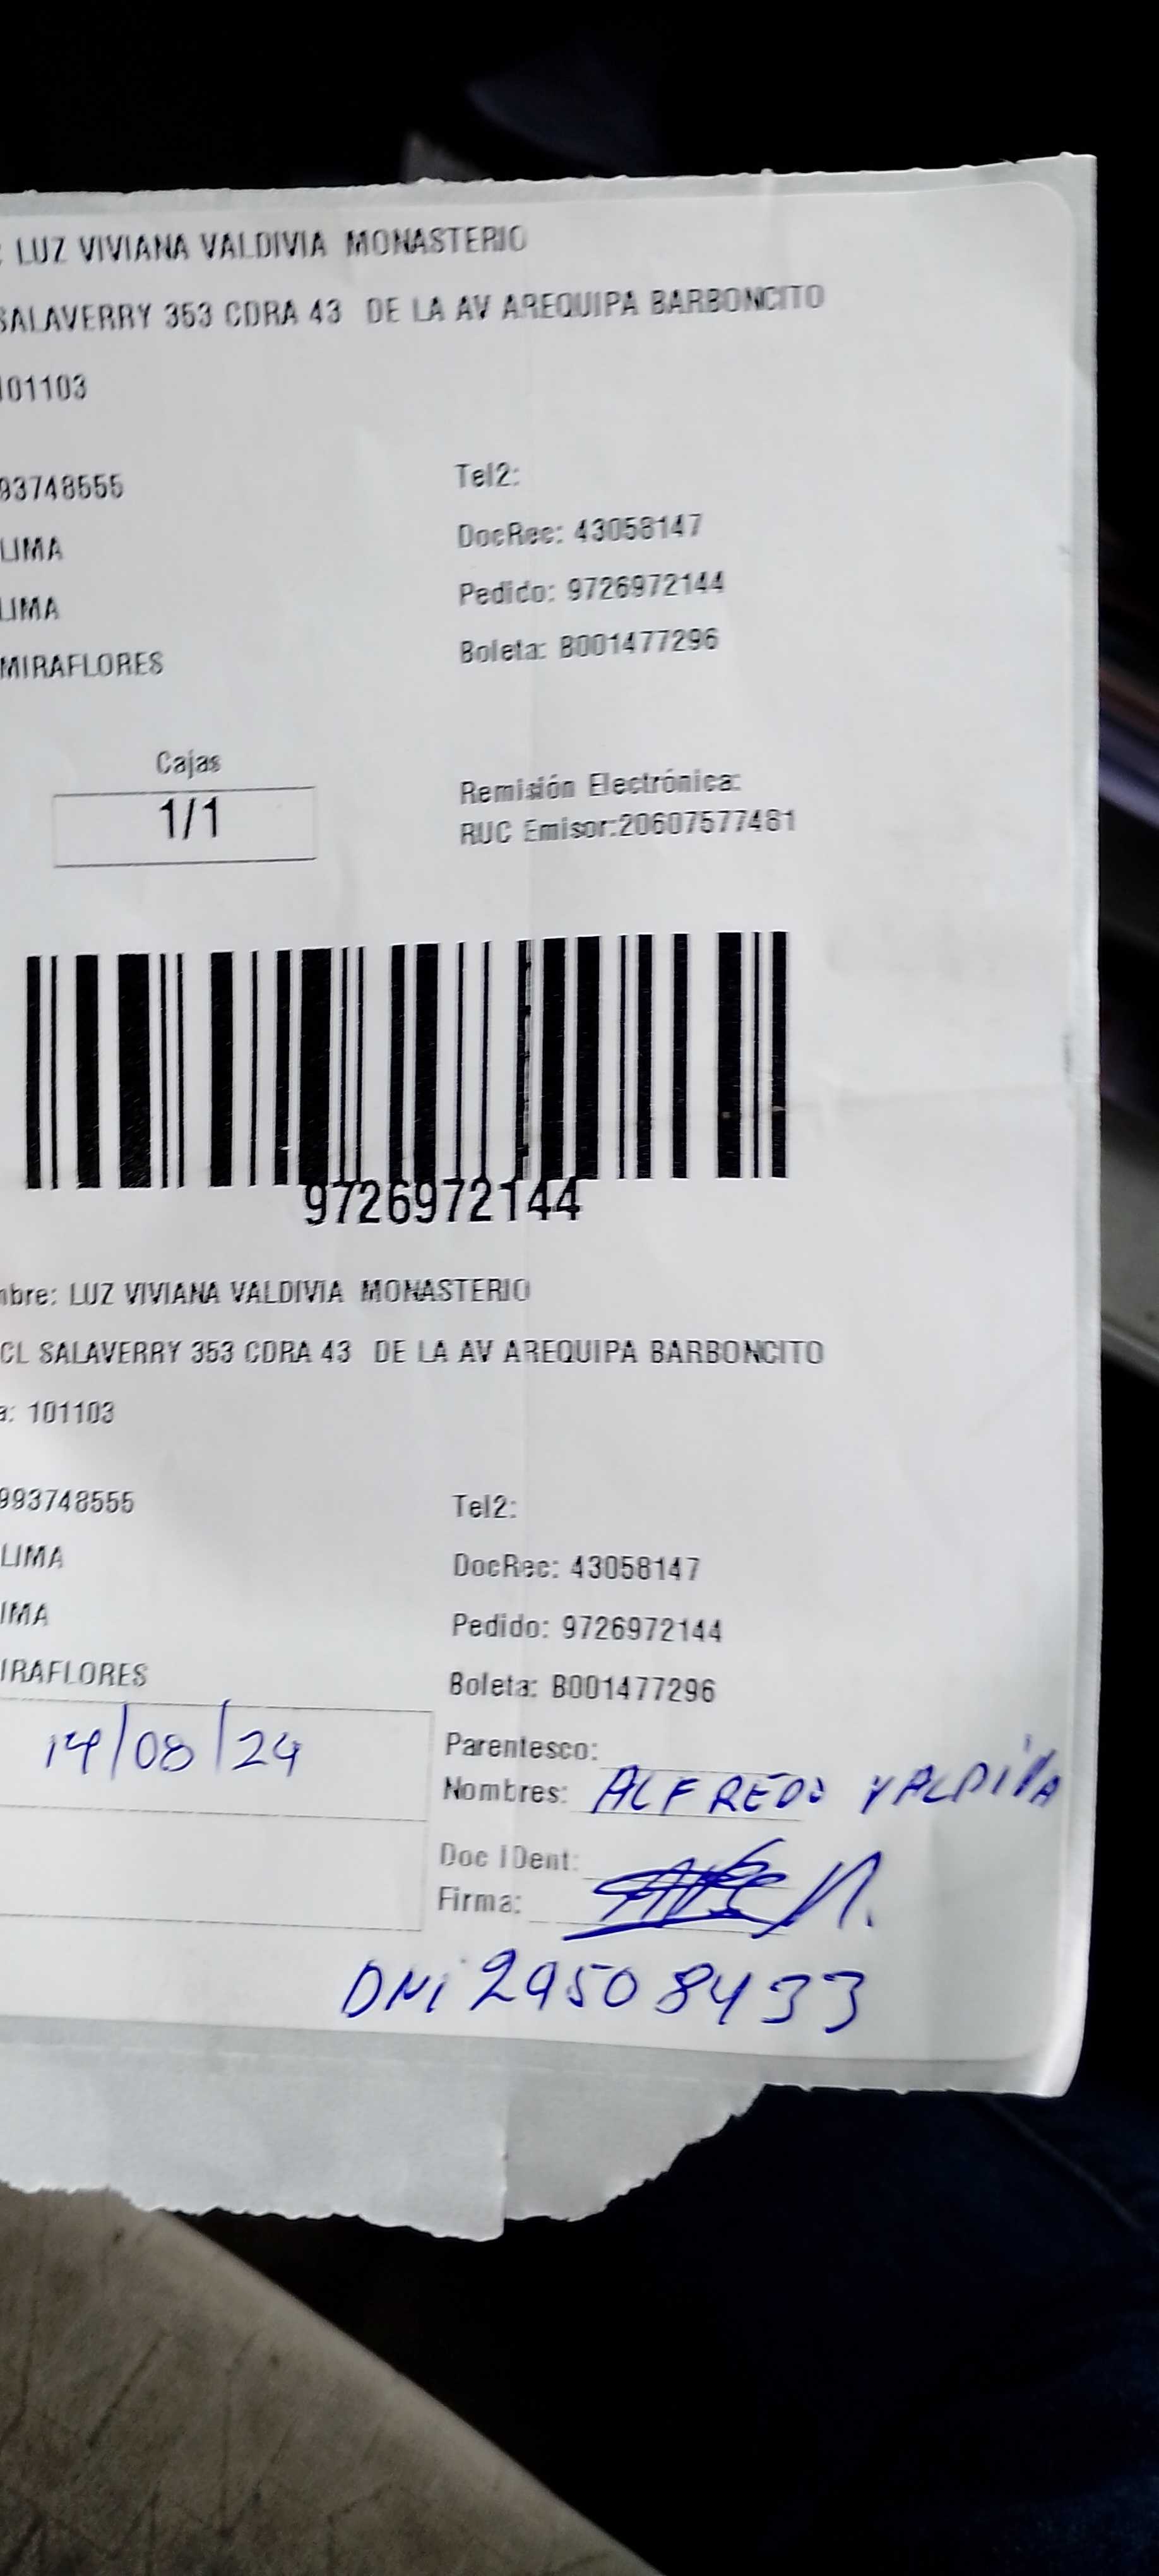 : LUZ VIVIANA VALDIVIA MONASTERIO
SALAVERRY 353 CDRA 43 DE LA AV AREQUIPA BARBONCITO
101103
93748555
Tel2:
LIMA
DocRec: 43058147
LIMA
Pedido: 9726972144
MIRAFLORES
Boleta: B001477296
Cajas
1/1
Remisión Electrónica:
RUC Emisor:20607577481
9726972144
mbre: LUZ VIVIANA VALDIVIA MONASTERIO
CL SALAVERRY 353 CDRA 43 DE LA AV AREQUIPA BARBONCITO
a: 101103
993748555
Tel2:
LIMA
DocRec: 43058147
IMA
Pedido: 9726972144
IRAFLORES
Boleta: B001477296
14/08/24
Parentesco:
Nombres: ALFREDO VALDIVIA
Doc iDent:
Firma:
DNI 29508433